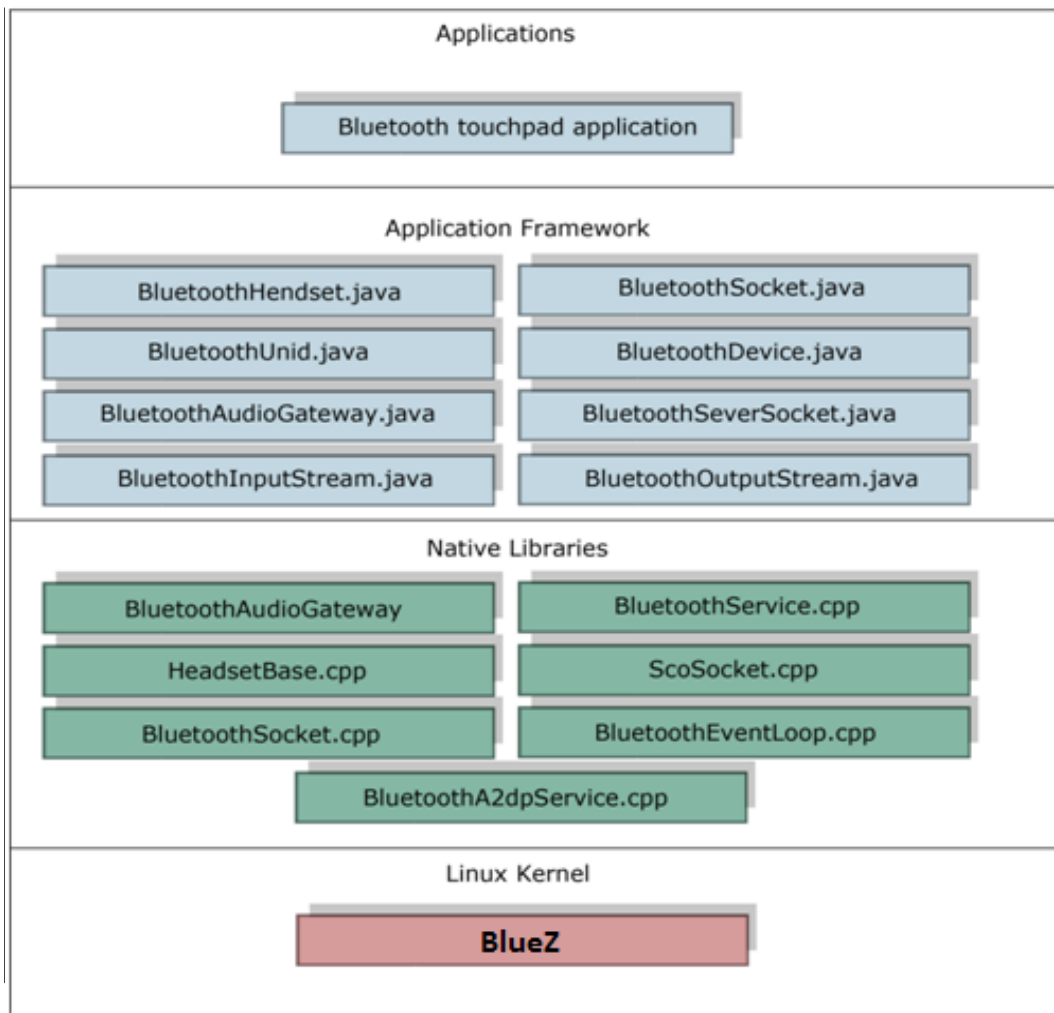 Applications
Bluetooth touchpad application
Application Framework
BluetoothHendset.java
BluetoothSocket.java
BluetoothUnid.java
BluetoothDevice.java
BluetoothAudioGateway.java
BluetoothSeverSocket.java
BluetoothInputStream.java
BluetoothOutputStream.java
Native Libraries
BluetoothAudioGateway
BluetoothService.cpp
HeadsetBase.cpp
ScoSocket.cpp
BluetoothSocket.cpp
BluetoothEventLoop.cpp
BluetoothA2dpService.cpp
Linux Kernel
BlueZ